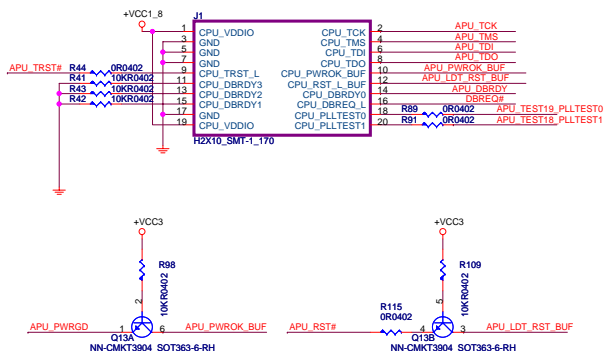 +VCC1_8
J1
1 CPU_VDDIO CPU_TCK 2 APU_TCK
3 GND CPU_TMS 4 APU_TMS
5 GND CPU_TDI 6 APU_TDI
7 GND CPU_TDO 8 APU_TDO
APU_TRST# R44 0R0402 9 CPU_TRST_L CPU_PWROK_BUF 10 APU_PWROK_BUF
R41 10KR0402 11 CPU_DBRDY3 CPU_RST_L_BUF 12 APU_LDT_RST_BUF
R43 10KR0402 13 CPU_DBRDY2 CPU_DBRDY0 14 APU_DBRDY
R42 10KR0402 15 CPU_DBRDY1 CPU_DBREQ_L 16 DBREQ#
17 GND CPU_PLLTEST0 18 R89 0R0402 APU_TEST19_PLLTEST0
19 CPU_VDDIO CPU_PLLTEST1 20 R91 0R0402 APU_TEST18_PLLTEST1
H2X10_SMT-1_170
+VCC3 +VCC3
R98 R109
10KR0402 10KR0402
2 5
R115
0R0402
APU_PWRGD 1 6 APU_PWROK_BUF APU_RST# 4 3 APU_LDT_RST_BUF
Q13A Q13B
NN-CMKT3904_SOT363-6-RH NN-CMKT3904_SOT363-6-RH